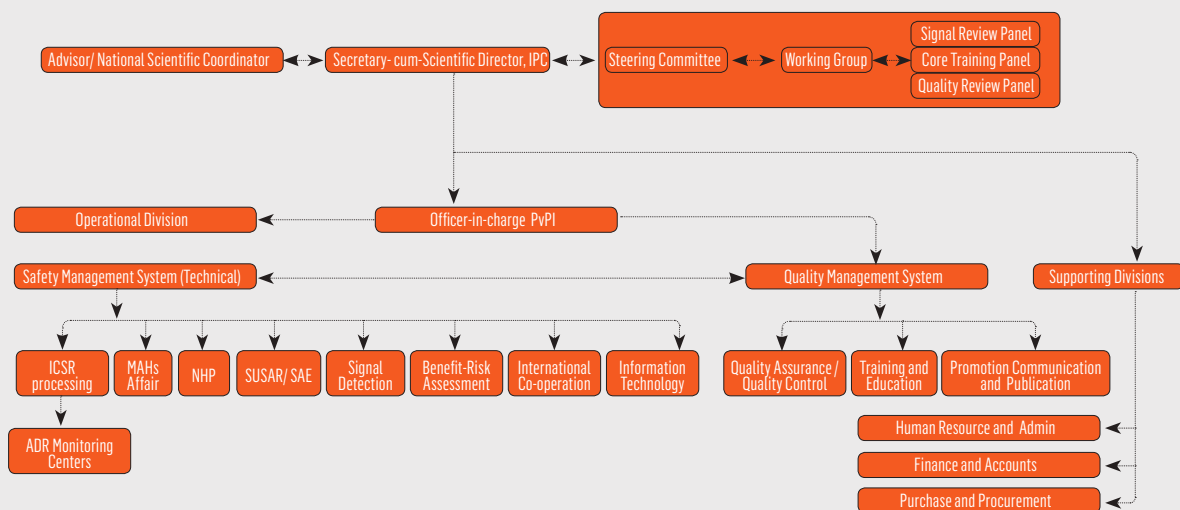 Signal Review Panel
Advisor/ National Scientific Coordinator
Secretary- cum-Scientific Director, IPC
Steering Committee
Working Group
Core Training Panel
Quality Review Panel
Operational Division
Officer-in-charge PvPI
Safety Management System (Technical)
Quality Management System
Supporting Divisions
ICSR
processing
MAHs
Affair
NHP
SUSAR/ SAE
Signal
Detection
Benefit-Risk
Assessment
International
Co-operation
Information
Technology
Quality Assurance /
Quality Control
Training and
Education
Promotion Communication
and Publication
ADR Monitoring
Centers
Human Resource and Admin
Finance and Accounts
Purchase and Procurement